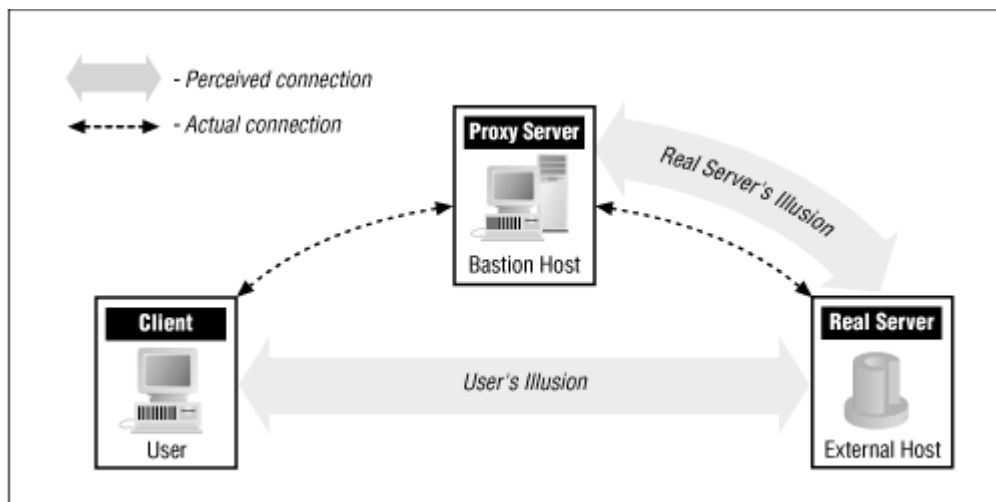 - Perceived connection
- Actual connection
Proxy Server
Bastion Host
Real Server's Illusion
Client
User
User's Illusion
Real Server
External Host